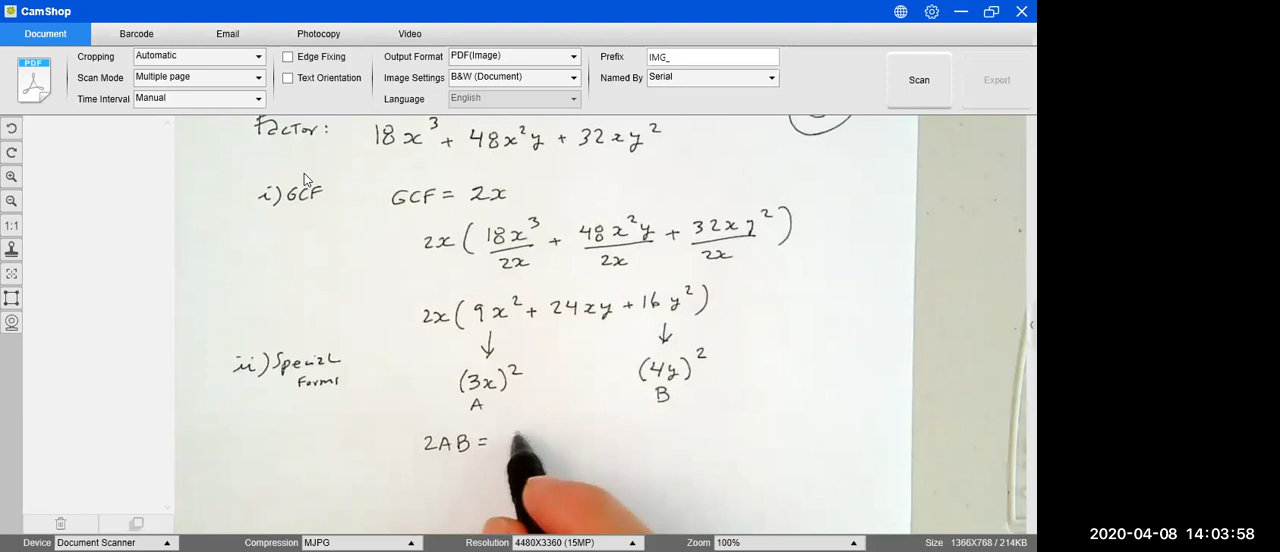 CamShop
Document Barcode Email Photocopy Video
Cropping Automatic Edge Fixing Output Format PDF(Image) Prefix IMG_
PDF Scan Mode Multiple page Text Orientation Image Settings B&W (Document) Named By Serial Scan Export
Time Interval Manual Language English
Factor: 18x³ + 48x²y + 32xy²
i) GCF GCF = 2x
2x ( 18x³/2x + 48x²y/2x + 32xy²/2x )
2x ( 9x² + 24xy + 16y² )
↓ ↓
ii) Special Forms (3x)² (4y)²
A B
2AB =
1:1
Device Document Scanner Compression MJPG Resolution 4480X3360 (15MP) Zoom 100% Size 1366X768 / 214KB
2020-04-08 14:03:58